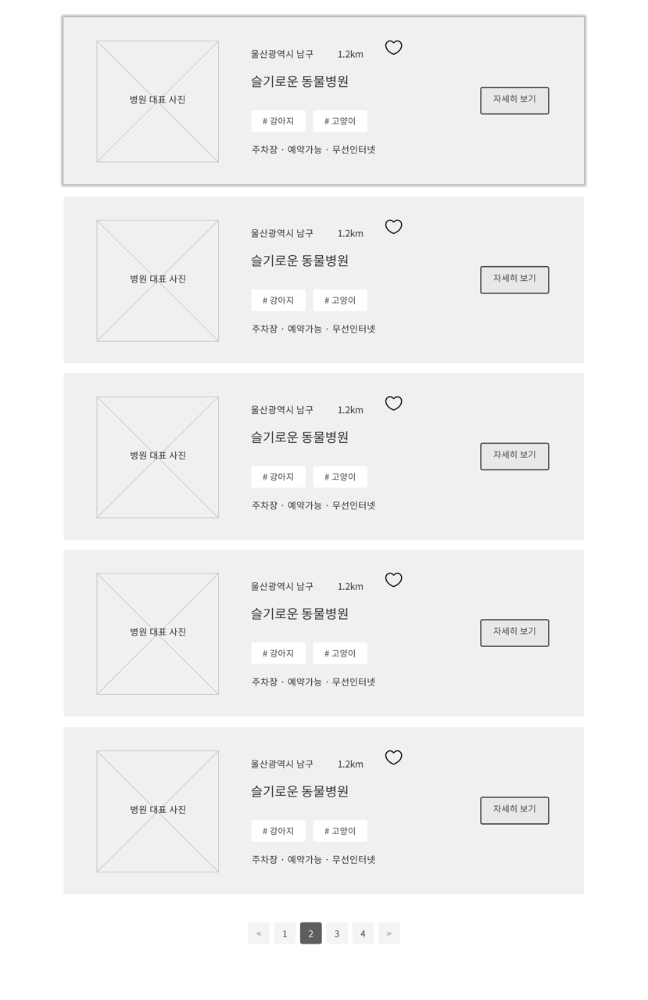 울산광역시 남구 1.2km
슬기로운 동물병원
병원 대표 사진
자세히 보기
# 강아지 # 고양이
주차장 · 예약가능 · 무선인터넷
울산광역시 남구 1.2km
슬기로운 동물병원
병원 대표 사진
자세히 보기
# 강아지 # 고양이
주차장 · 예약가능 · 무선인터넷
울산광역시 남구 1.2km
슬기로운 동물병원
병원 대표 사진
자세히 보기
# 강아지 # 고양이
주차장 · 예약가능 · 무선인터넷
울산광역시 남구 1.2km
슬기로운 동물병원
병원 대표 사진
자세히 보기
# 강아지 # 고양이
주차장 · 예약가능 · 무선인터넷
울산광역시 남구 1.2km
슬기로운 동물병원
병원 대표 사진
자세히 보기
# 강아지 # 고양이
주차장 · 예약가능 · 무선인터넷
< 1 2 3 4 >